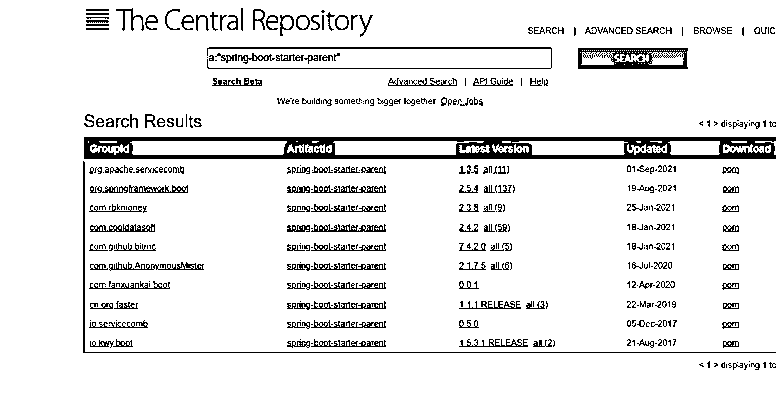 The Central Repository
SEARCH | ADVANCED SEARCH | BROWSE | QUIC
a:"spring-boot-starter-parent" SEARCH
Search Beta Advanced Search | API Guide | Help
We're building something bigger together. Open Jobs
Search Results < 1 > displaying 1 to
GroupId ArtifactId Latest Version Updated Download
org.apache.servicecomb spring-boot-starter-parent 1.3.5 all (11) 01-Sep-2021 pom
org.springframework.boot spring-boot-starter-parent 2.5.4 all (137) 19-Aug-2021 pom
com.rbkmoney spring-boot-starter-parent 2.3.8 all (9) 25-Jan-2021 pom
com.cooldatasoft spring-boot-starter-parent 2.4.2 all (59) 18-Jan-2021 pom
com.github. spring-boot-starter-parent 7.4.2.0 all (5) 18-Jan-2021 pom
com.github.AnonymousMister spring-boot-starter-parent 2.1.7.5 all (6) 16-Jul-2020 pom
com.fanxuankai.boot spring-boot-starter-parent 0.0.1 12-Apr-2020 pom
cn.org.faster spring-boot-starter-parent 1.1.1.RELEASE all (3) 22-Mar-2019 pom
io.servicecomb spring-boot-starter-parent 0.5.0 05-Dec-2017 pom
io.kwy.boot spring-boot-starter-parent 1.5.3.1.RELEASE all (2) 21-Aug-2017 pom
< 1 > displaying 1 to